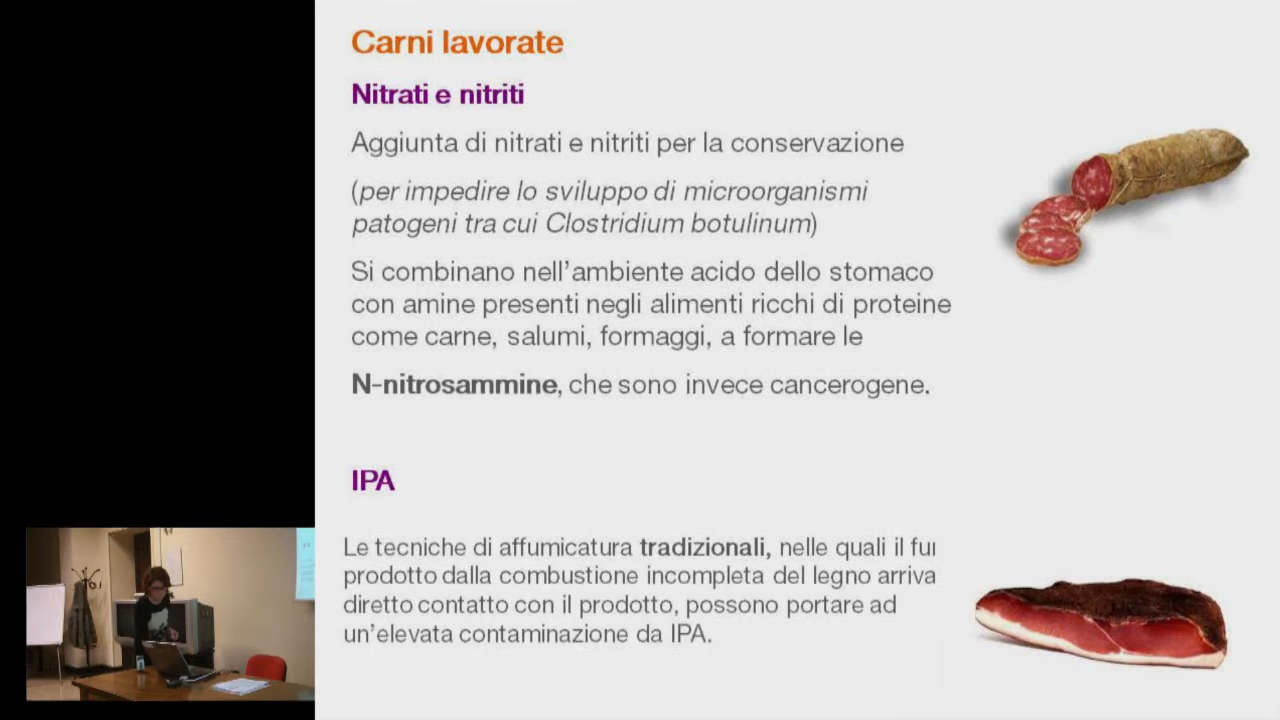 Carni lavorate
Nitrati e nitriti
Aggiunta di nitrati e nitriti per la conservazione
(per impedire lo sviluppo di microorganismi
patogeni tra cui Clostridium botulinum)
Si combinano nell'ambiente acido dello stomaco
con amine presenti negli alimenti ricchi di proteine
come carne, salumi, formaggi, a formare le
N-nitrosammine, che sono invece cancerogene.
IPA
Le tecniche di affumicatura tradizionali, nelle quali il
prodotto dalla combustione incompleta del legno arriva
diretto contatto con il prodotto, possono portare ad
un'elevata contaminazione da IPA.